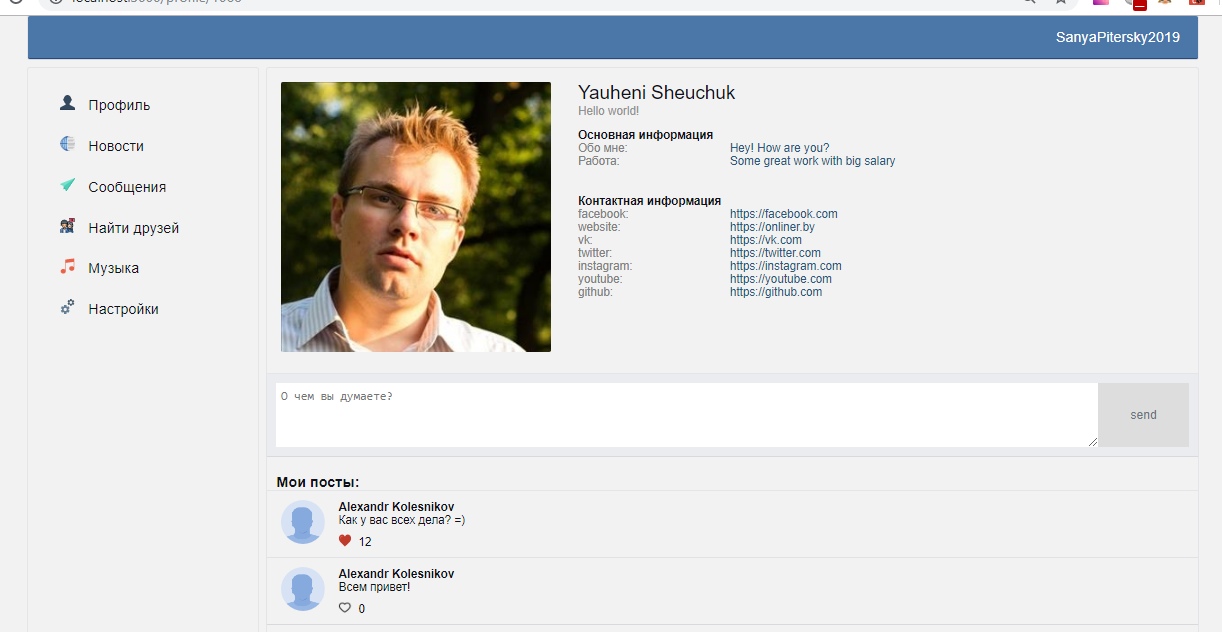 SanyaPitersky2019
Профиль
Новости
Сообщения
Найти друзей
Музыка
Настройки
Yauheni Sheuchuk
Hello world!
Основная информация
Обо мне: Hey! How are you?
Работа: Some great work with big salary
Контактная информация
facebook: https://facebook.com
website: https://onliner.by
vk: https://vk.com
twitter: https://twitter.com
instagram: https://instagram.com
youtube: https://youtube.com
github: https://github.com
О чем вы думаете?
send
Мои посты:
Alexandr Kolesnikov
Как у вас всех дела? =)
12
Alexandr Kolesnikov
Всем привет!
0